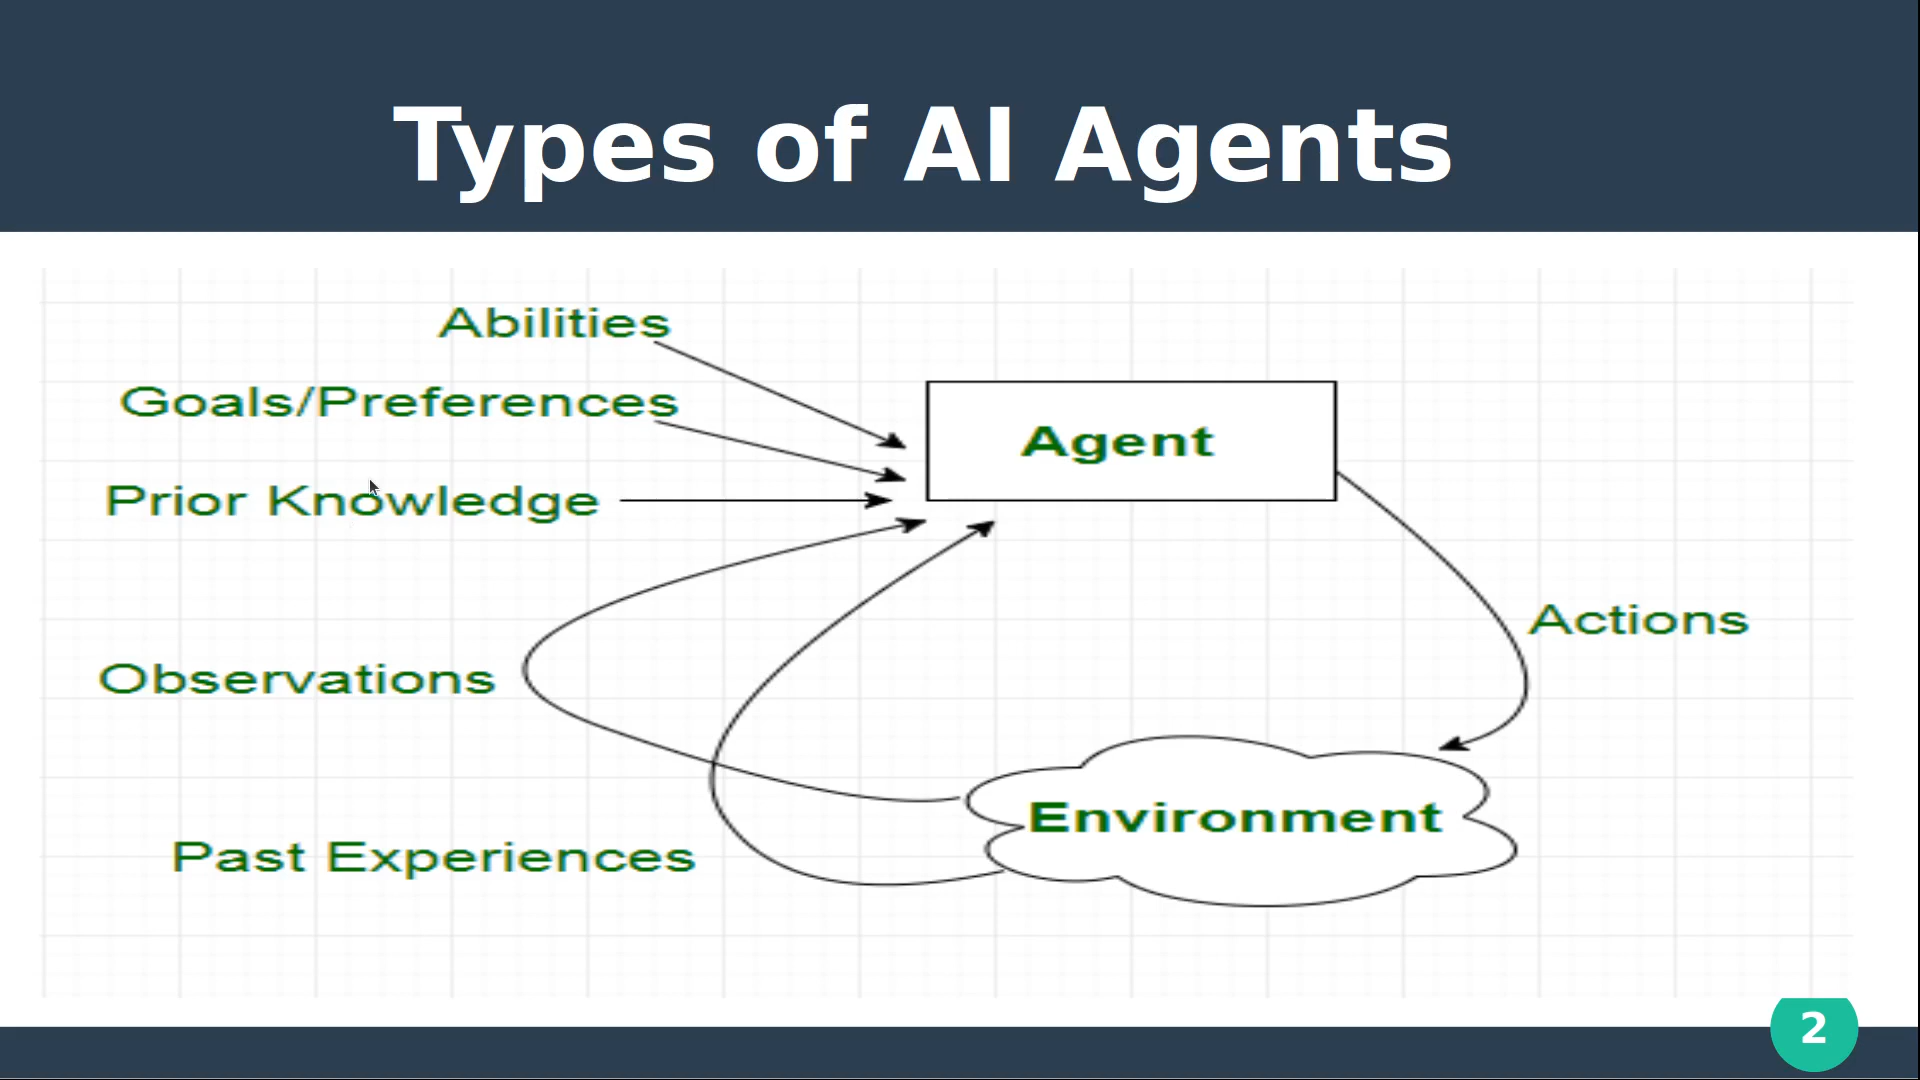 Types of AI Agents
Abilities
Goals/Preferences
Agent
Prior Knowledge
Actions
Observations
Environment
Past Experiences
2